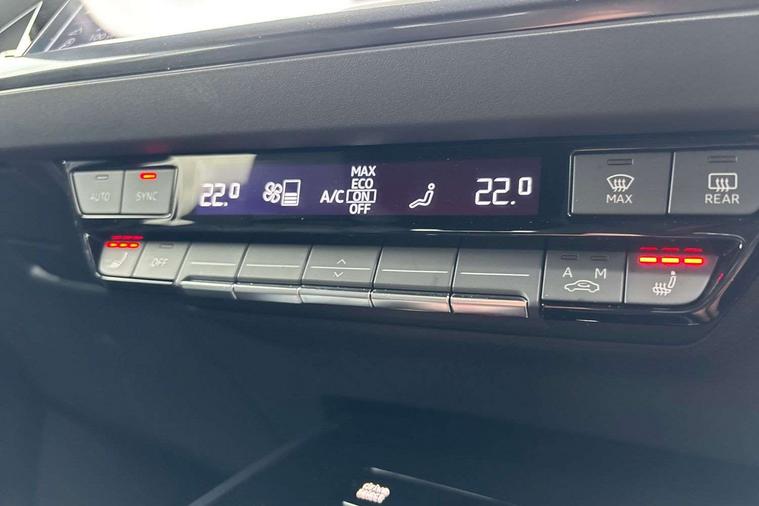 AUTO SYNC
22.0
A/C
MAX
ECO
ON
OFF
22.0
MAX
REAR
OFF
A M